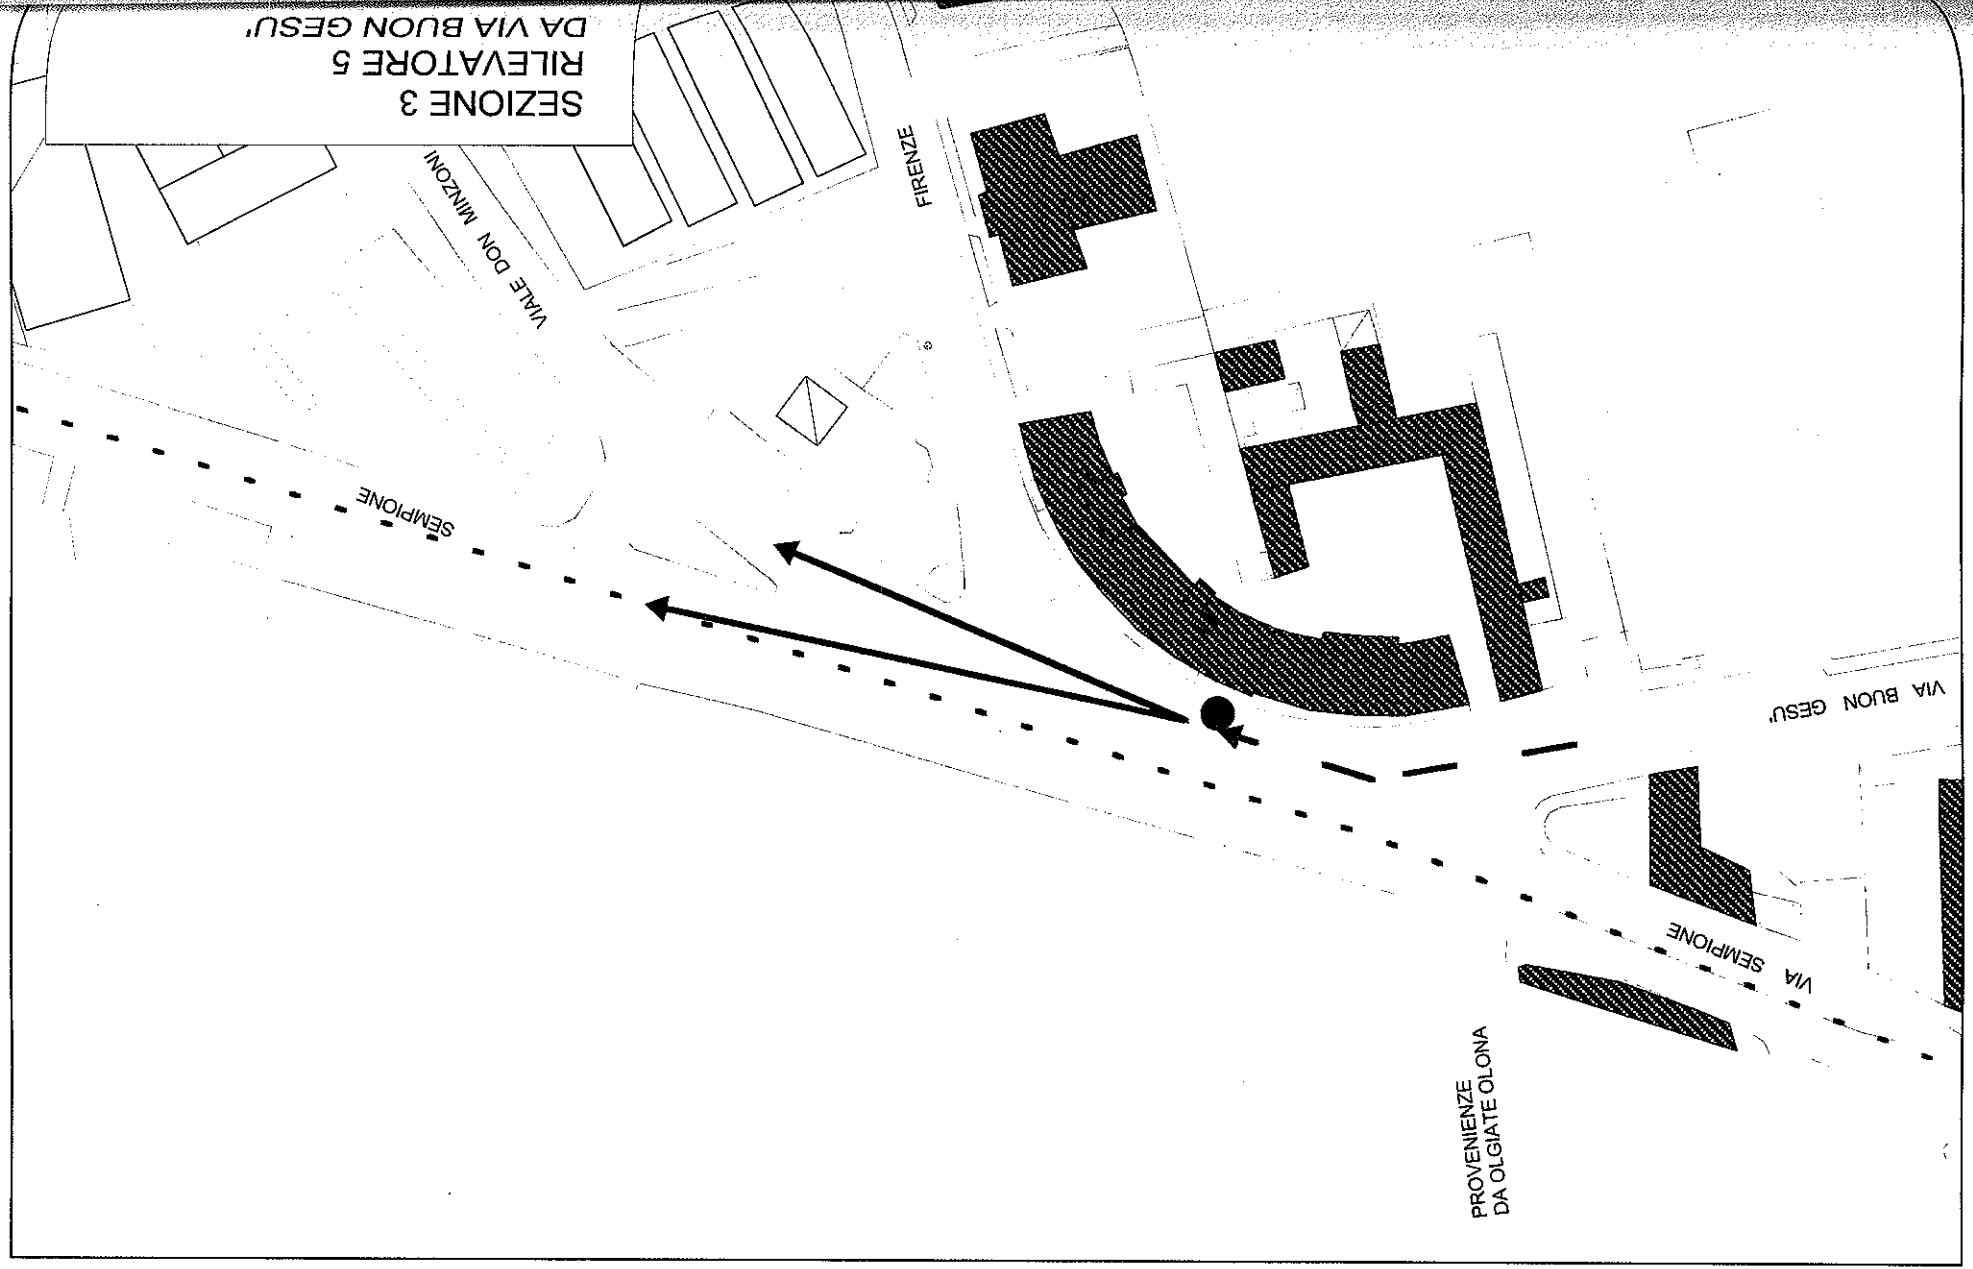 SEZIONE 3
RILEVATORE 5
DA VIA BUON GESU'
VIALE DON MINZONI
FIRENZE
SEMPIONE
VIA BUON GESU'
VIA SEMPIONE
PROVENIENZE
DA OLGIATE OLONA
G